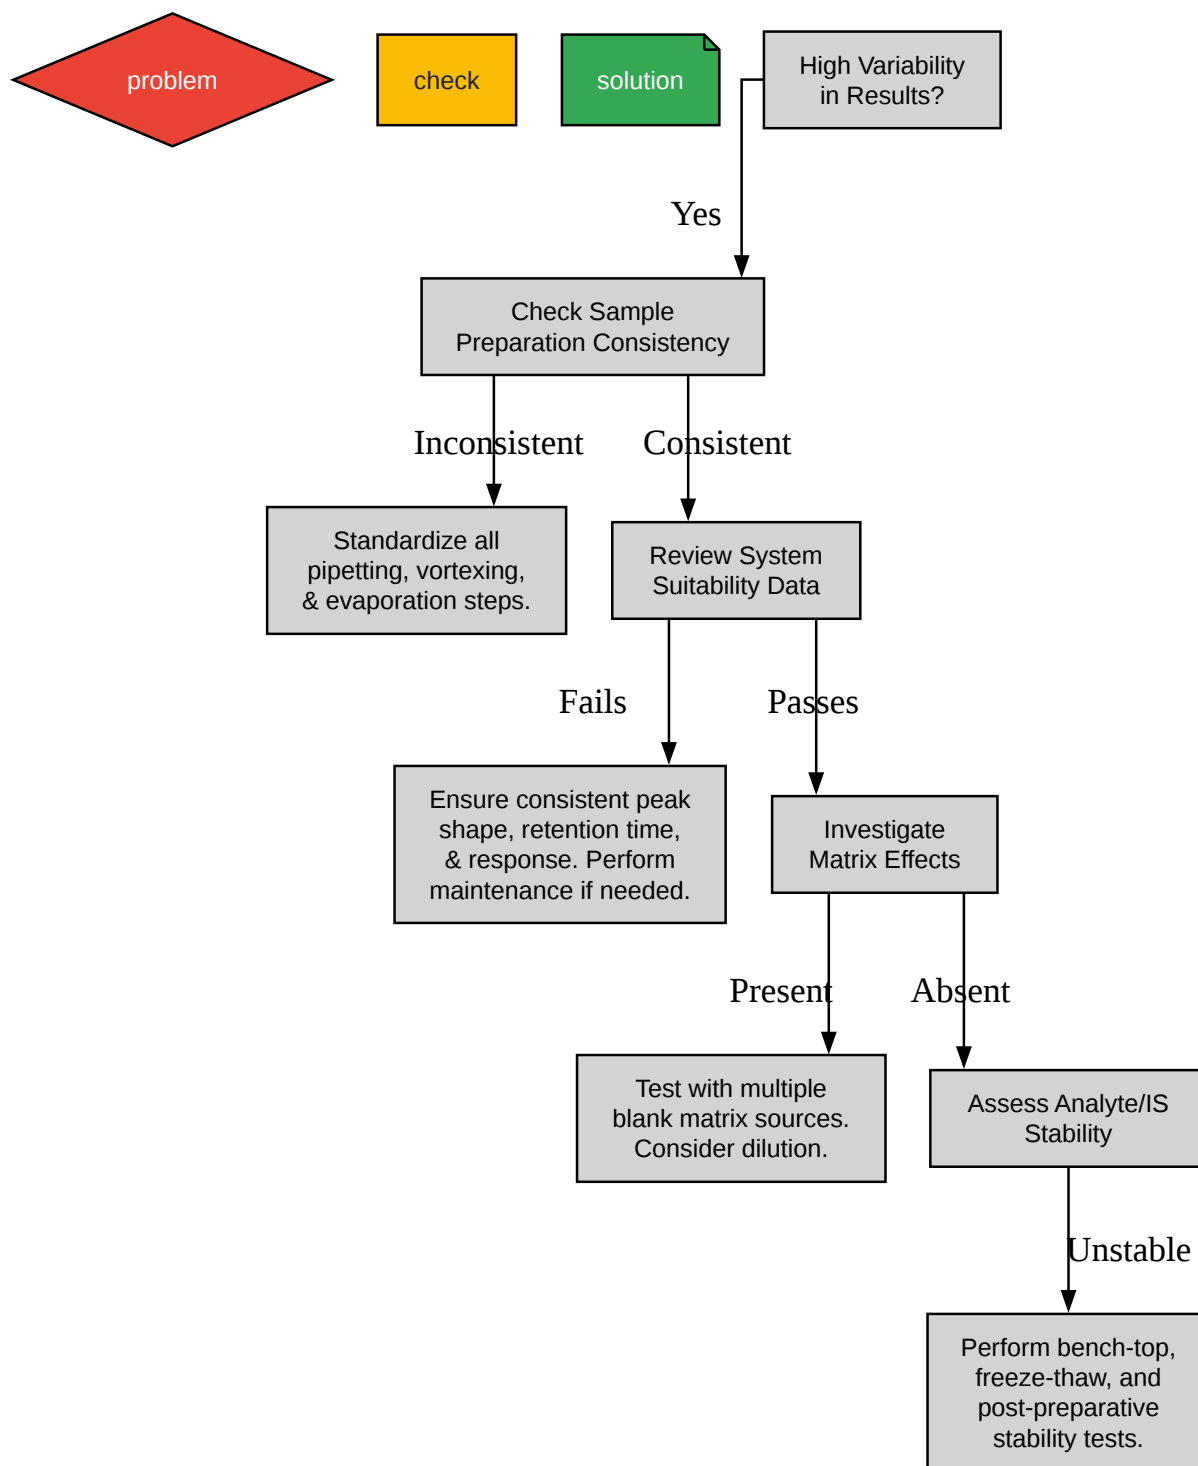 problem
check
solution
High Variability
in Results?
Yes
Check Sample
Preparation Consistency
Inconsistent
Consistent
Standardize all
pipetting, vortexing,
& evaporation steps.
Review System
Suitability Data
Fails
Passes
Ensure consistent peak
shape, retention time,
& response. Perform
maintenance if needed.
Investigate
Matrix Effects
Present
Absent
Test with multiple
blank matrix sources.
Consider dilution.
Assess Analyte/IS
Stability
Unstable
Perform bench-top,
freeze-thaw, and
post-preparative
stability tests.